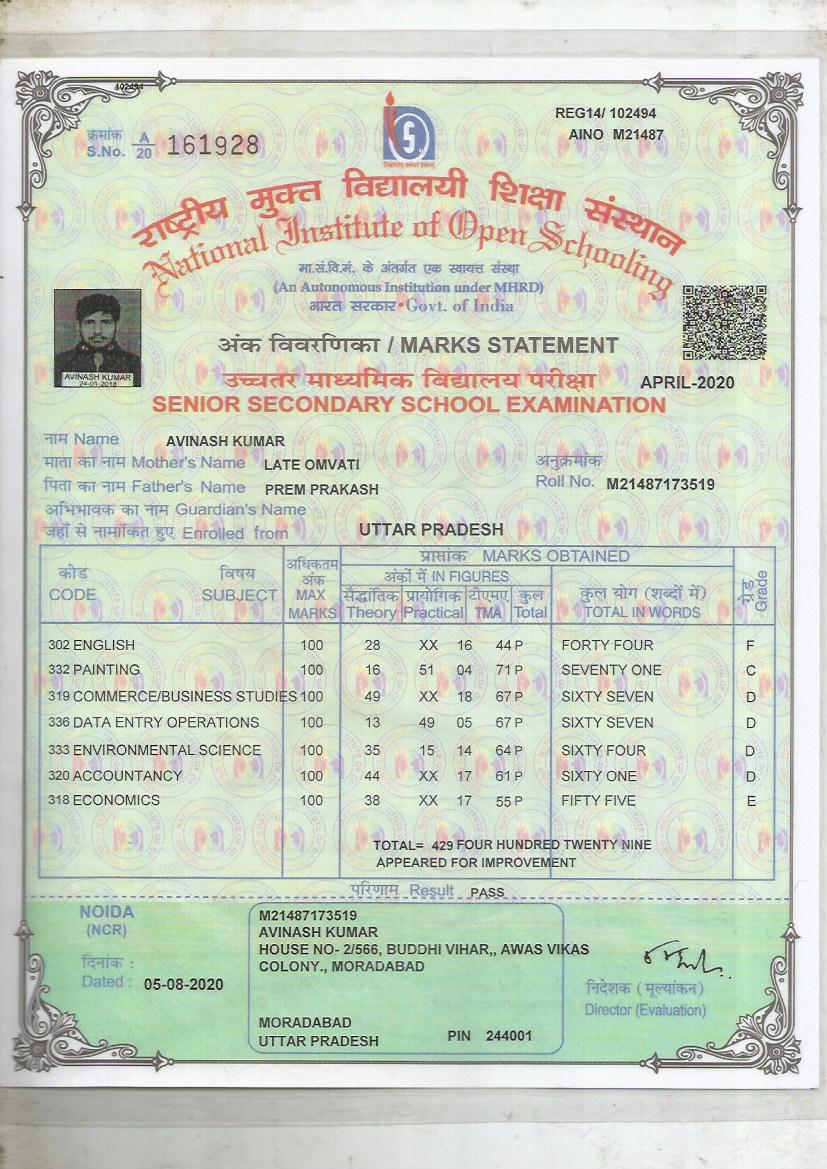 102494
REG14/ 102494
क्रमांक A
S.No. 20 161928
AINO M21487
S
राष्ट्रीय मुक्त विद्यालयी शिक्षा संस्थान
National Institute of Open Schooling
मा.सं.वि.मं. के अंतर्गत एक स्वायत्त संस्था
(An Autonomous Institution under MHRD)
भारत सरकार • Govt. of India
अंक विवरणिका / MARKS STATEMENT
AVINASH KUMAR
24-01-2018
उच्चतर माध्यमिक विद्यालय परीक्षा APRIL-2020
SENIOR SECONDARY SCHOOL EXAMINATION
नाम Name AVINASH KUMAR
माता का नाम Mother's Name LATE OMVATI अनुक्रमांक
पिता का नाम Father's Name PREM PRAKASH Roll No. M21487173519
अभिभावक का नाम Guardian's Name
जहाँ से नामांकित हुए Enrolled from UTTAR PRADESH
कोड विषय अधिकतम अंक प्राप्तांक MARKS OBTAINED ग्रेड
CODE SUBJECT MAX MARKS अंकों में IN FIGURES कुल योग (शब्दों में) Grade
सैद्धांतिक प्रायोगिक टीएमए कुल TOTAL IN WORDS
Theory Practical TMA Total
302 ENGLISH 100 28 XX 16 44 P FORTY FOUR F
332 PAINTING 100 16 51 04 71 P SEVENTY ONE C
319 COMMERCE/BUSINESS STUDIES 100 49 XX 18 67 P SIXTY SEVEN D
336 DATA ENTRY OPERATIONS 100 13 49 05 67 P SIXTY SEVEN D
333 ENVIRONMENTAL SCIENCE 100 35 15 14 64 P SIXTY FOUR D
320 ACCOUNTANCY 100 44 XX 17 61 P SIXTY ONE D
318 ECONOMICS 100 38 XX 17 55 P FIFTY FIVE E
TOTAL= 429 FOUR HUNDRED TWENTY NINE
APPEARED FOR IMPROVEMENT
परिणाम Result PASS
NOIDA
(NCR)
दिनांक :
Dated : 05-08-2020
M21487173519
AVINASH KUMAR
HOUSE NO- 2/566, BUDDHI VIHAR,, AWAS VIKAS
COLONY., MORADABAD
MORADABAD
UTTAR PRADESH PIN 244001
निदेशक (मूल्यांकन)
Director (Evaluation)